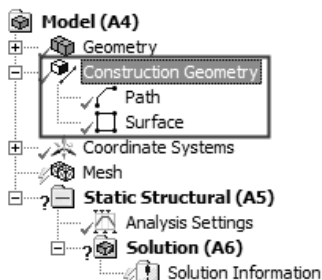 Model (A4)
Geometry
Construction Geometry
Path
Surface
Coordinate Systems
Mesh
Static Structural (A5)
Analysis Settings
Solution (A6)
Solution Information